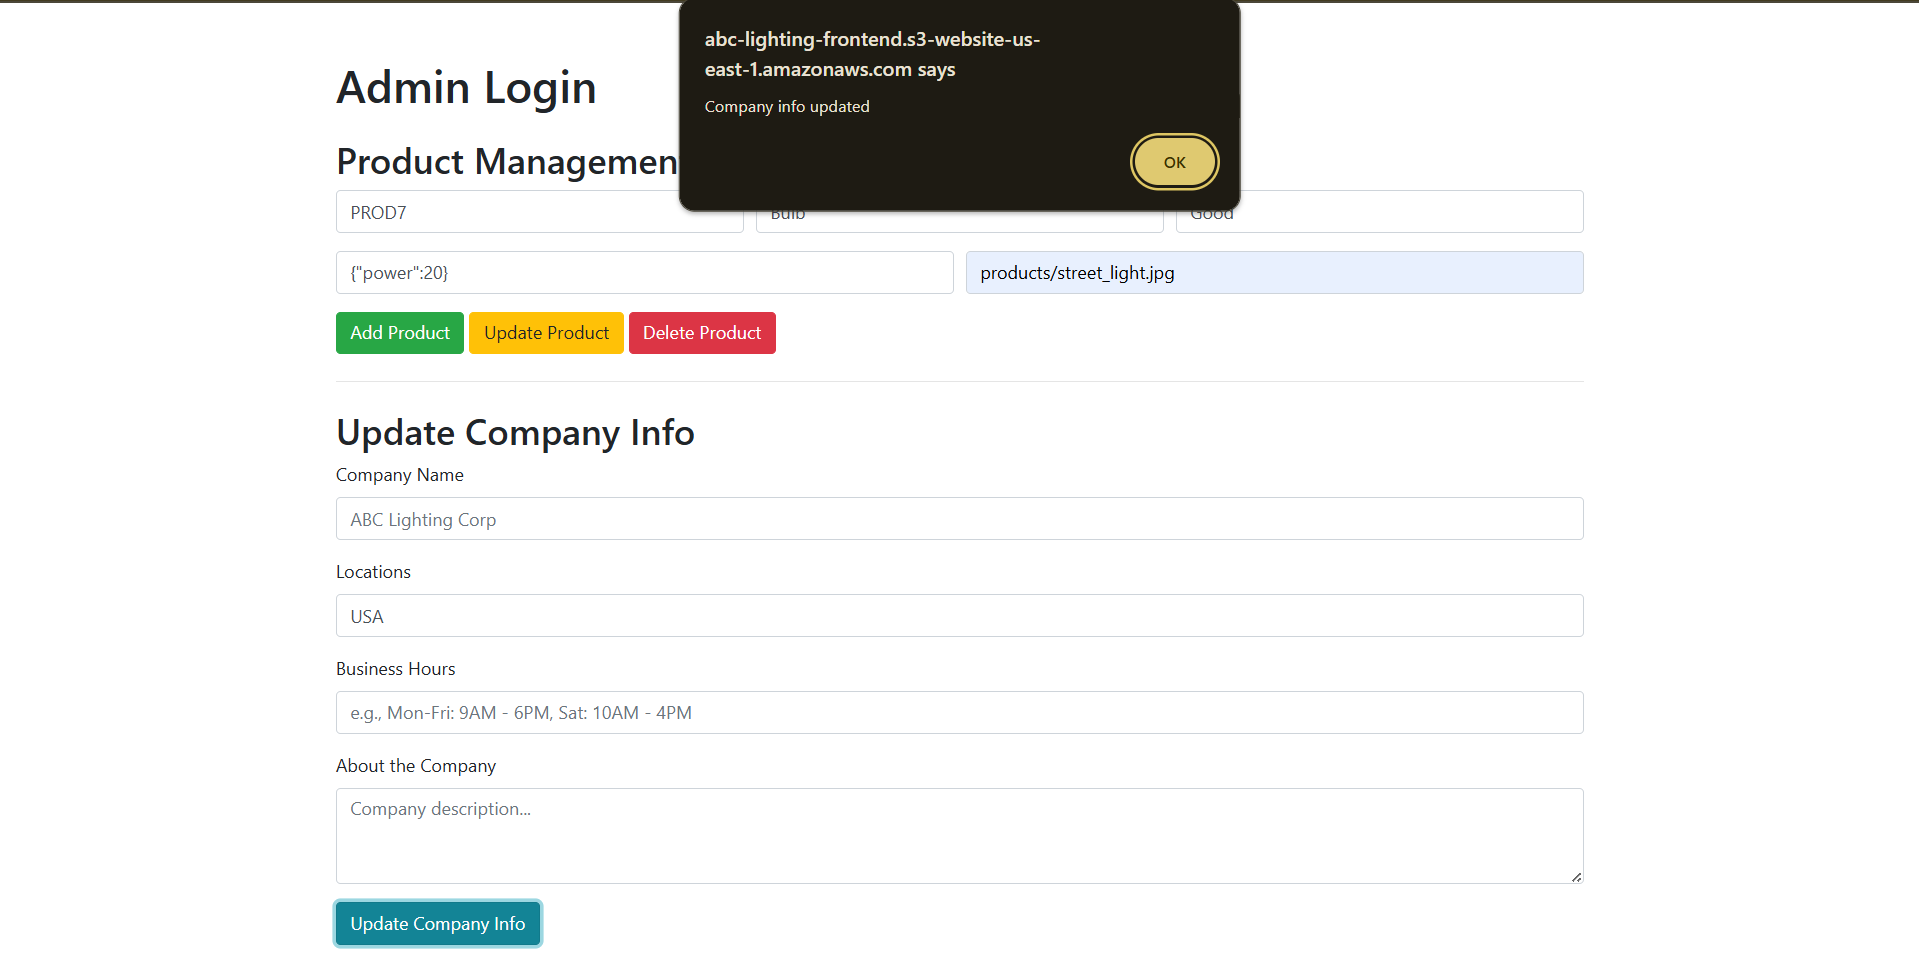 abc-lighting-frontend.s3-website-us-
east-1.amazonaws.com says
Company info updated
OK
Admin Login
Product Managemen
PROD7
Bulb
Good
{"power":20}
products/street_light.jpg
Add Product
Update Product
Delete Product
Update Company Info
Company Name
ABC Lighting Corp
Locations
USA
Business Hours
e.g., Mon-Fri: 9AM - 6PM, Sat: 10AM - 4PM
About the Company
Company description...
Update Company Info